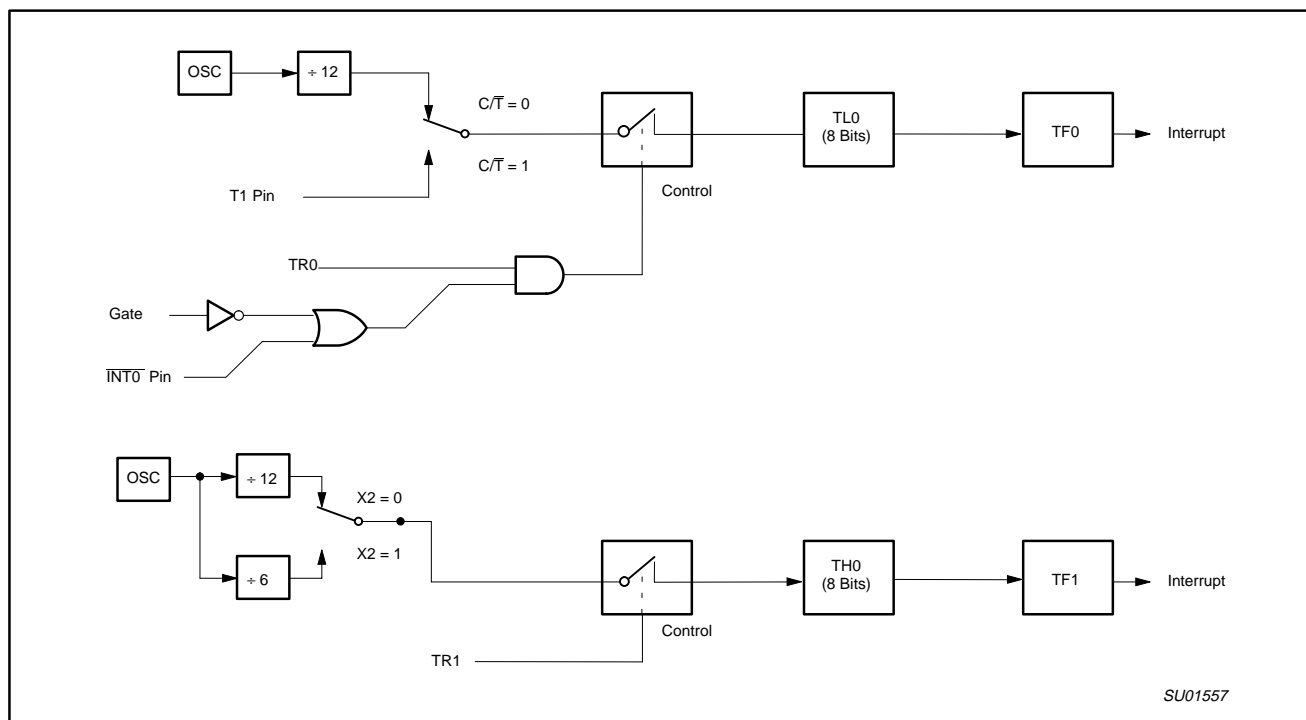 OSC
÷ 12
C/T̅ = 0
C/T̅ = 1
T1 Pin
Control
TL0
(8 Bits)
TF0
Interrupt
TR0
Gate
I̅N̅T̅0̅ Pin
OSC
÷ 12
÷ 6
X2 = 0
X2 = 1
Control
TH0
(8 Bits)
TF1
Interrupt
TR1
SU01557